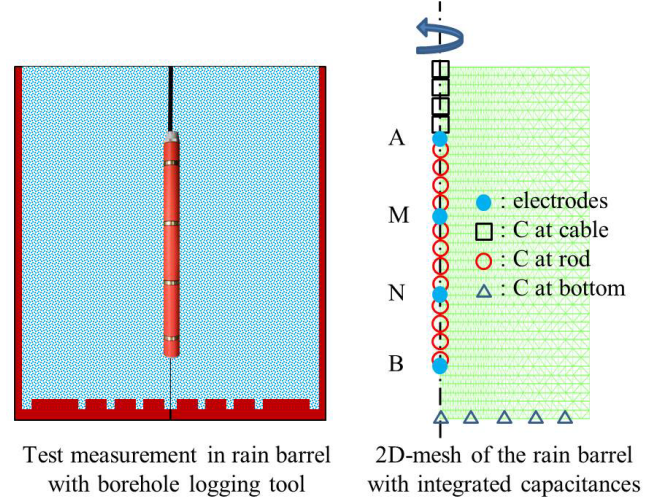 A
M
N
B
: electrodes
: C at cable
: C at rod
: C at bottom
Test measurement in rain barrel
with borehole logging tool
2D-mesh of the rain barrel
with integrated capacitances